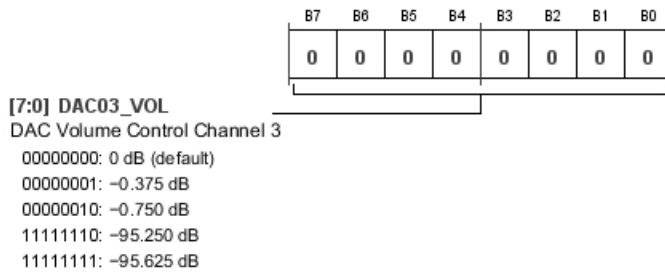 B7 B6 B5 B4 B3 B2 B1 B0
0 0 0 0 0 0 0 0
[7:0] DAC03_VOL
DAC Volume Control Channel 3
00000000: 0 dB (default)
00000001: −0.375 dB
00000010: −0.750 dB
11111110: −95.250 dB
11111111: −95.625 dB